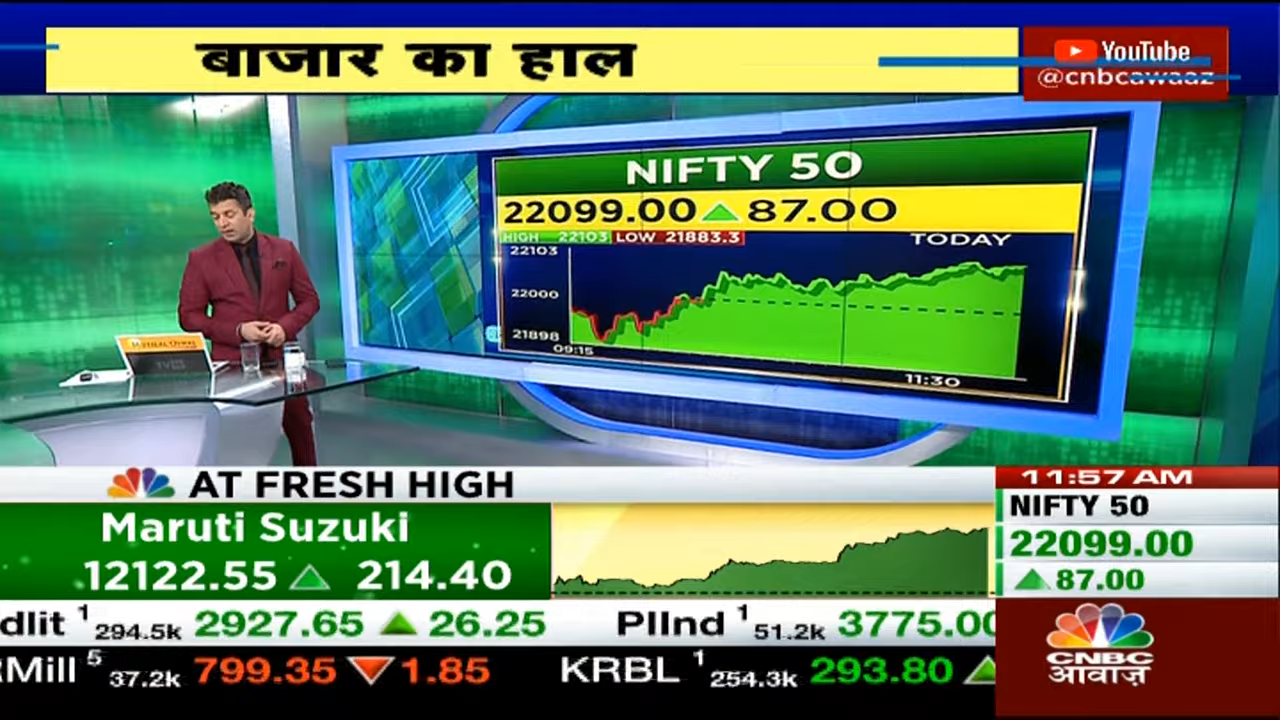 बाजार का हाल
YouTube
@cnbcawaaz
NIFTY 50
22099.00 ▲ 87.00
HIGH 22103 LOW 21883.3
TODAY
22103
22000
21898
09:15
11:30
AT FRESH HIGH
Maruti Suzuki
12122.55 ▲ 214.40
11:57 AM
NIFTY 50
22099.00
▲ 87.00
dlit 1 294.5k 2927.65 ▲ 26.25 PIInd 1 51.2k 3775.00
RMill 5 37.2k 799.35 ▼ 1.85 KRBL 1 254.3k 293.80 ▲
CNBC
आवाज़